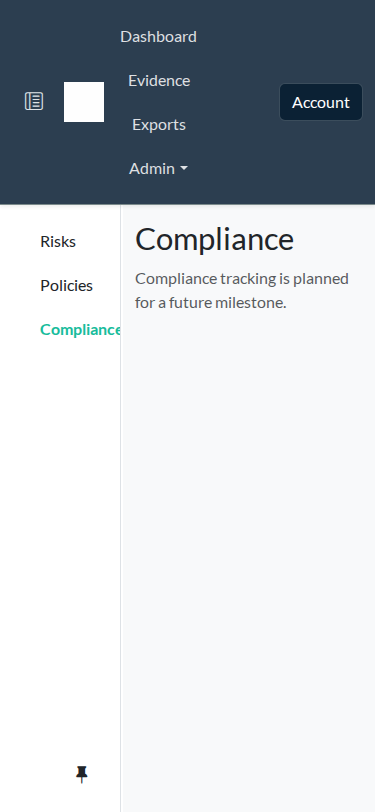 Dashboard
Evidence
Exports
Admin
Account
Risks
Policies
Compliance
Compliance
Compliance tracking is planned
for a future milestone.